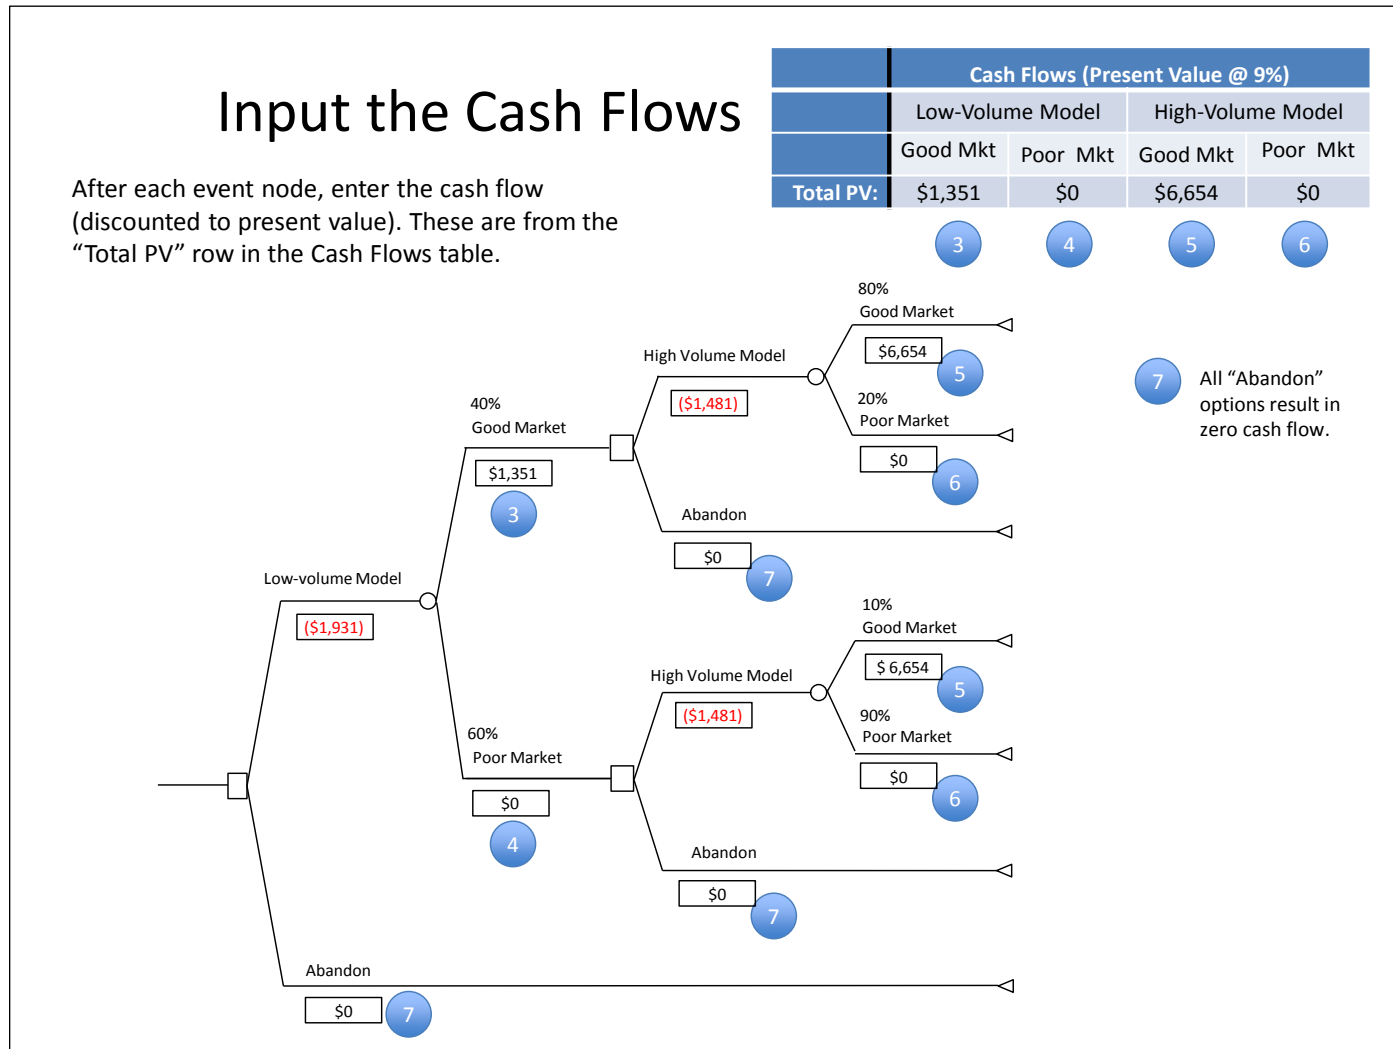 Input the Cash Flows
After each event node, enter the cash flow
(discounted to present value). These are from the
“Total PV” row in the Cash Flows table.
Cash Flows (Present Value @ 9%)
Low-Volume Model High-Volume Model
Good Mkt Poor Mkt Good Mkt Poor Mkt
Total PV: $1,351 $0 $6,654 $0
3 4 5 6
80%
Good Market
$6,654
5
High Volume Model
($1,481)
20%
Poor Market
$0
6
7
All “Abandon”
options result in
zero cash flow.
40%
Good Market
$1,351
3
Abandon
$0
7
Low-volume Model
($1,931)
10%
Good Market
$ 6,654
5
High Volume Model
($1,481)
90%
Poor Market
$0
6
60%
Poor Market
$0
4
Abandon
$0
7
Abandon
$0
7